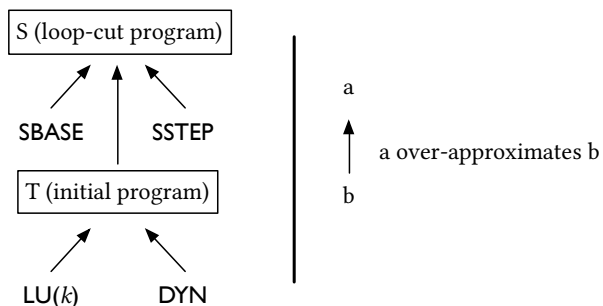 S (loop-cut program)
SBASE
SSTEP
T (initial program)
LU(k)
DYN
a
a over-approximates b
b